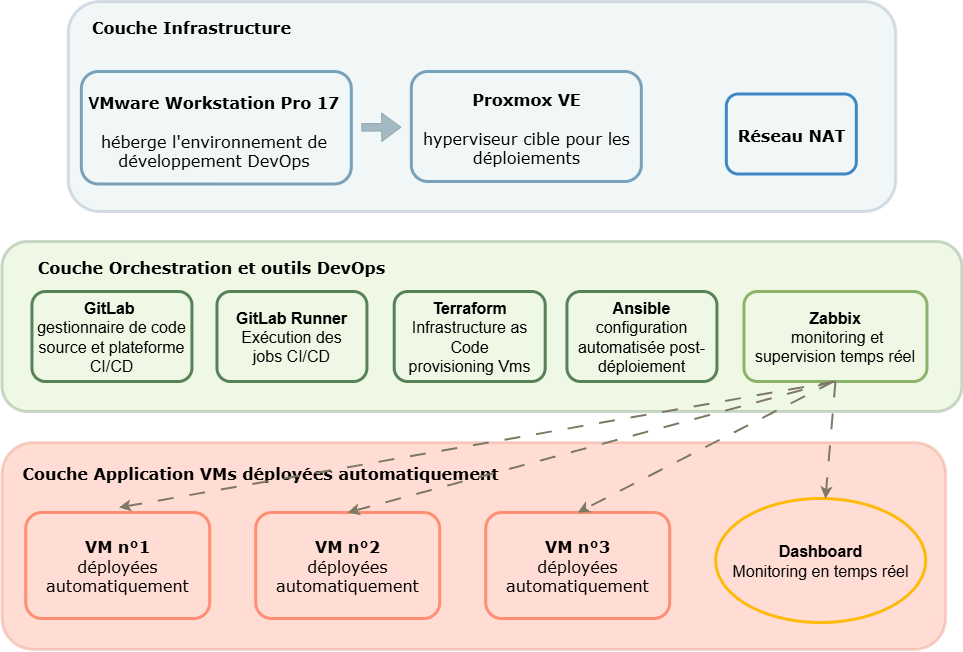 Couche Infrastructure
VMware Workstation Pro 17
héberge l'environnement de
développement DevOps
Proxmox VE
hyperviseur cible pour les
déploiements
Réseau NAT
Couche Orchestration et outils DevOps
GitLab
gestionnaire de code
source et plateforme
CI/CD
GitLab Runner
Exécution des
jobs CI/CD
Terraform
Infrastructure as
Code
provisioning Vms
Ansible
configuration
automatisée post-
déploiement
Zabbix
monitoring et
supervision temps réel
Couche Application VMs déployées automatiquement
VM nº1
déployées
automatiquement
VM nº2
déployées
automatiquement
VM nº3
déployées
automatiquement
Dashboard
Monitoring en temps réel